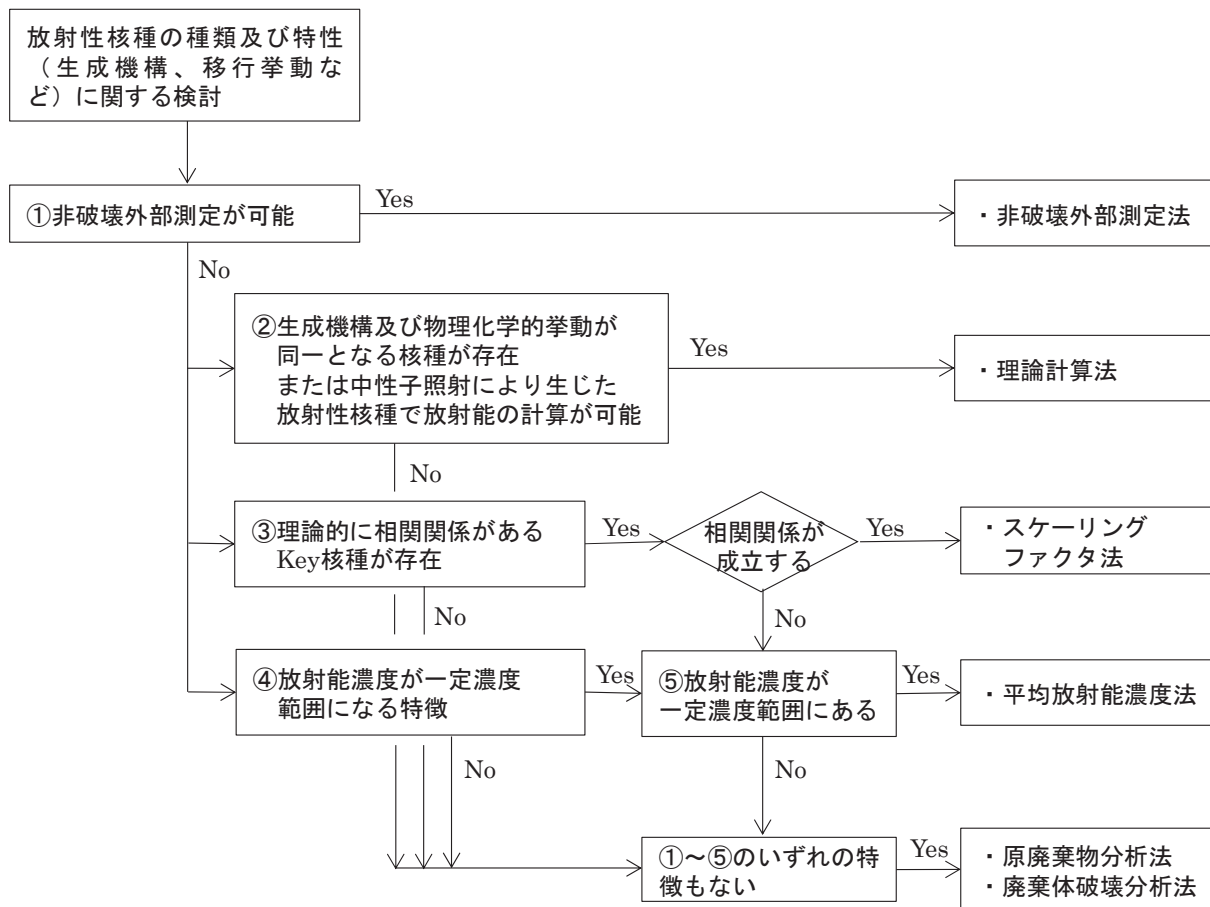 放射性核種の種類及び特性
（生成機構、移行挙動な
ど）に関する検討
①非破壊外部測定が可能
Yes
・非破壊外部測定法
No
②生成機構及び物理化学的挙動が
同一となる核種が存在
または中性子照射により生じた
放射性核種で放射能の計算が可能
Yes
・理論計算法
No
③理論的に相関関係がある
Key核種が存在
Yes
相関関係が
成立する
Yes
・スケーリング
ファクタ法
No
No
④放射能濃度が一定濃度
範囲になる特徴
Yes
⑤放射能濃度が
一定濃度範囲にある
Yes
・平均放射能濃度法
No
No
①～⑤のいずれの特
徴もない
Yes
・原廃棄物分析法
・廃棄体破壊分析法